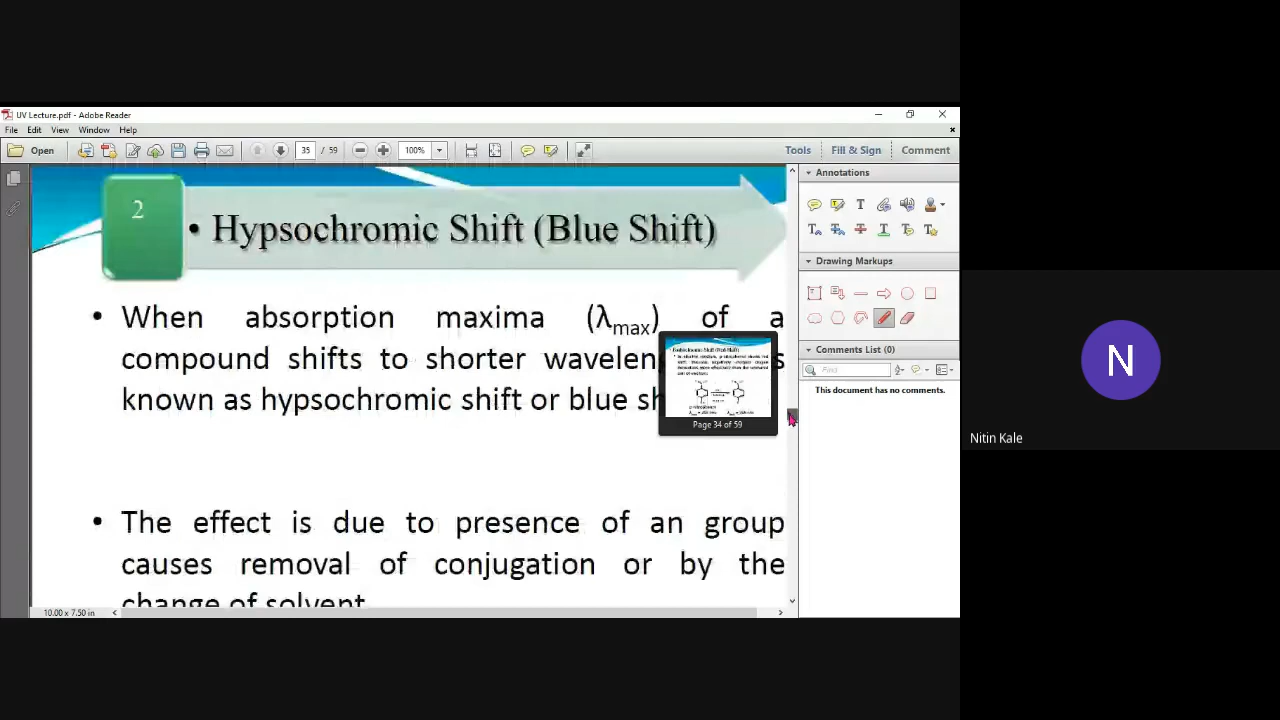 UV Lecture.pdf - Adobe Reader
File Edit View Window Help
Open 35 / 59 100% Tools Fill & Sign Comment
2
• Hypsochromic Shift (Blue Shift)
• When absorption maxima (λmax) of a
compound shifts to shorter
known as hypsochromic shift or blue
• The effect is due to presence of an group
causes removal of conjugation or by the
change of solvent
Page 34 of 59
10.00 x 7.50 in
Annotations
Drawing Markups
Comments List (0)
Find
This document has no comments.
N
Nitin Kale